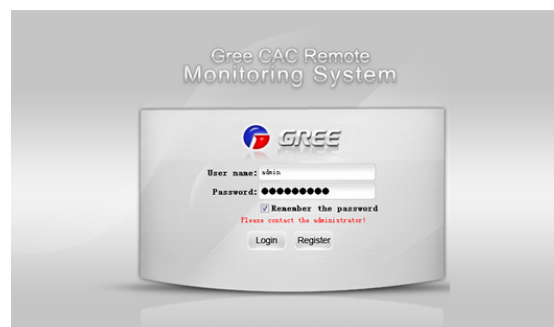 Gree CAC Remote
Monitoring System
GREE
User name: admin
Password: ●●●●●●●●●
Remember the password
Please contact the administrator!
Login Register